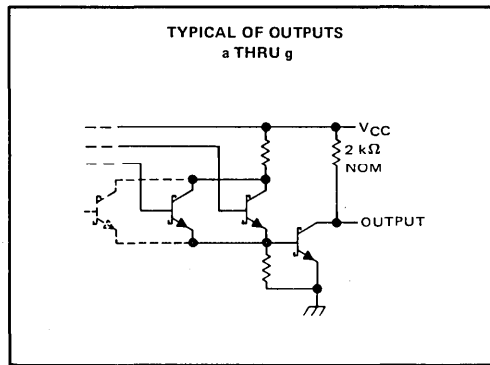 TYPICAL OF OUTPUTS
a THRU g
VCC
2 kΩ
NOM
OUTPUT